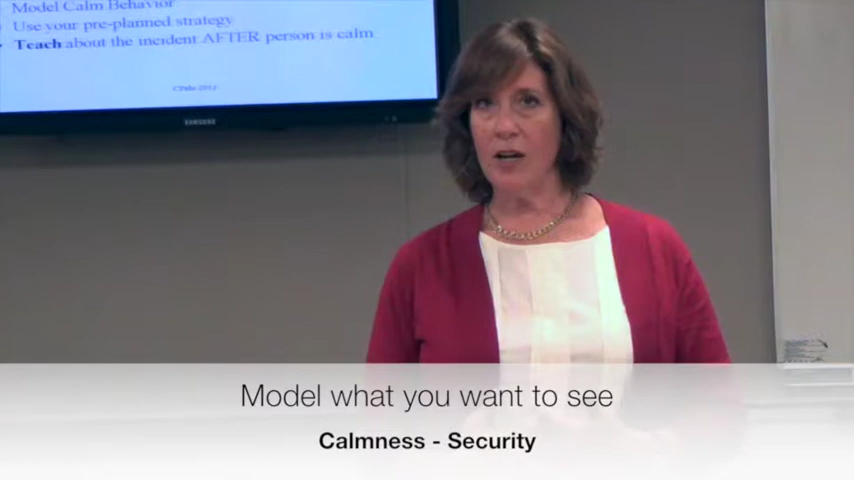 Model Calm Behavior
Use your pre-planned strategy
Teach about the incident AFTER person is calm
SAMSUNG
Model what you want to see
Calmness - Security